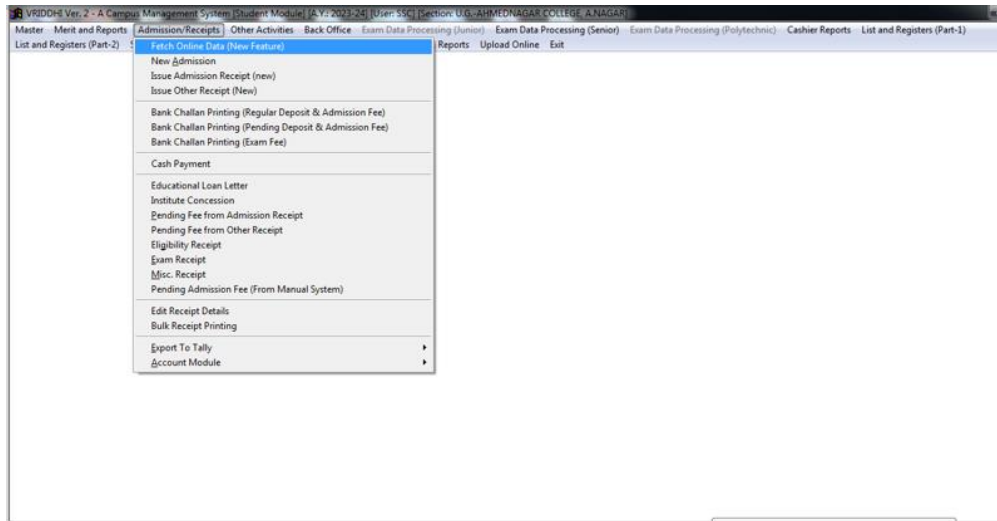 VRIDDHI Ver. 2 - A Campus Management System [Student Module] [A.Y.: 2023-24] [User: SSC] [Section: U.G.-AHMEDNAGAR COLLEGE, A.NAGAR]
Master Merit and Reports Admission/Receipts Other Activities Back Office Exam Data Processing (Junior) Exam Data Processing (Senior) Exam Data Processing (Polytechnic) Cashier Reports List and Registers (Part-1)
List and Registers (Part-2) Reports Upload Online Exit
Fetch Online Data (New Feature)
New Admission
Issue Admission Receipt (new)
Issue Other Receipt (New)
Bank Challan Printing (Regular Deposit & Admission Fee)
Bank Challan Printing (Pending Deposit & Admission Fee)
Bank Challan Printing (Exam Fee)
Cash Payment
Educational Loan Letter
Institute Concession
Pending Fee from Admission Receipt
Pending Fee from Other Receipt
Eligibility Receipt
Exam Receipt
Misc. Receipt
Pending Admission Fee (From Manual System)
Edit Receipt Details
Bulk Receipt Printing
Export To Tally
Account Module